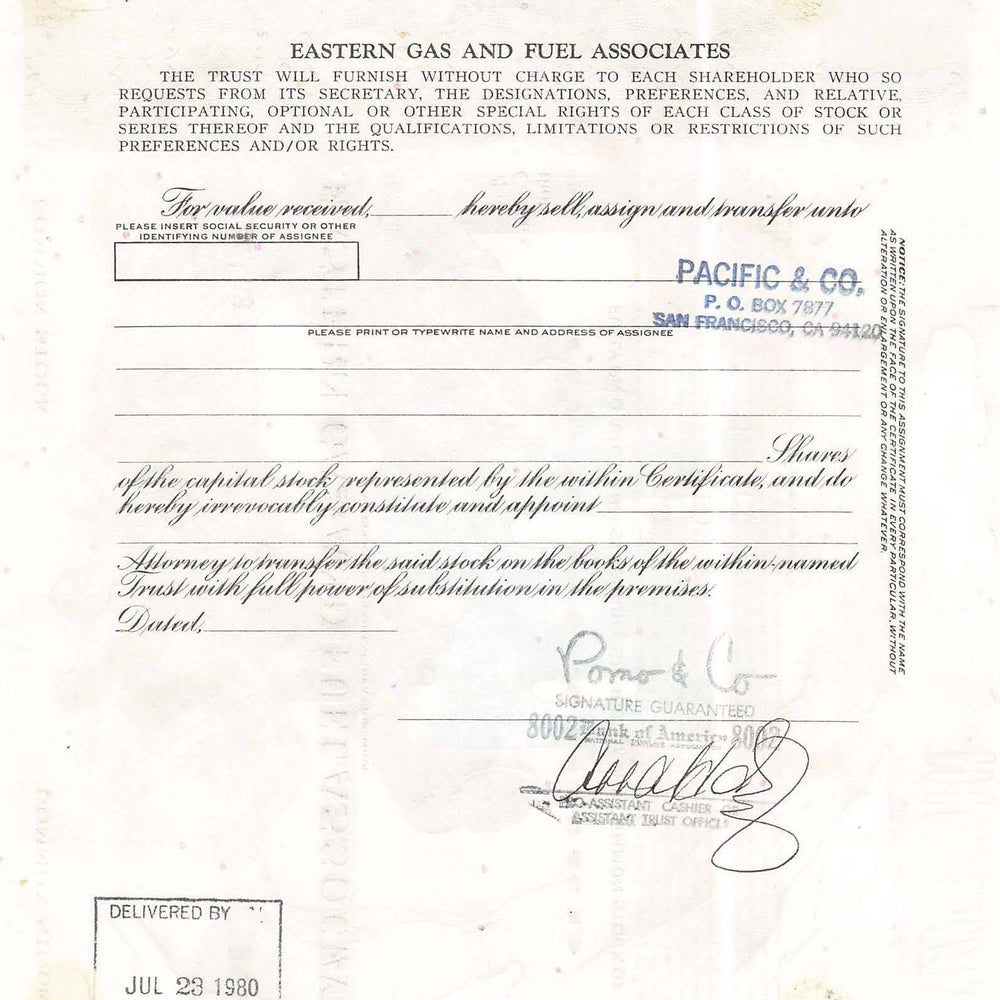 EASTERN GAS AND FUEL ASSOCIATES
THE TRUST WILL FURNISH WITHOUT CHARGE TO EACH SHAREHOLDER WHO SO
REQUESTS FROM ITS SECRETARY, THE DESIGNATIONS, PREFERENCES, AND RELATIVE,
PARTICIPATING, OPTIONAL OR OTHER SPECIAL RIGHTS OF EACH CLASS OF STOCK OR
SERIES THEREOF AND THE QUALIFICATIONS, LIMITATIONS OR RESTRICTIONS OF SUCH
PREFERENCES AND/OR RIGHTS.
For value received, hereby sell, assign and transfer unto
PLEASE INSERT SOCIAL SECURITY OR OTHER
IDENTIFYING NUMBER OF ASSIGNEE
PACIFIC & CO.
P. O. BOX 7877
SAN FRANCISCO, CA 94120
PLEASE PRINT OR TYPEWRITE NAME AND ADDRESS OF ASSIGNEE
Shares
of the capital stock represented by the within Certificate, and do
hereby irrevocably constitute and appoint
Attorney to transfer the said stock on the books of the within-named
Trust with full power of substitution in the premises.
Dated,
NOTICE: THE SIGNATURE TO THIS ASSIGNMENT MUST CORRESPOND WITH THE NAME
AS WRITTEN UPON THE FACE OF THE CERTIFICATE IN EVERY PARTICULAR, WITHOUT
ALTERATION OR ENLARGEMENT OR ANY CHANGE WHATEVER.
Pomo & Co
SIGNATURE GUARANTEED
8002 Bank of America 8002
NATIONAL ASSOCIATION
PRO-ASSISTANT CASHIER OR
ASSISTANT TRUST OFFICER
DELIVERED BY
JUL 23 1980